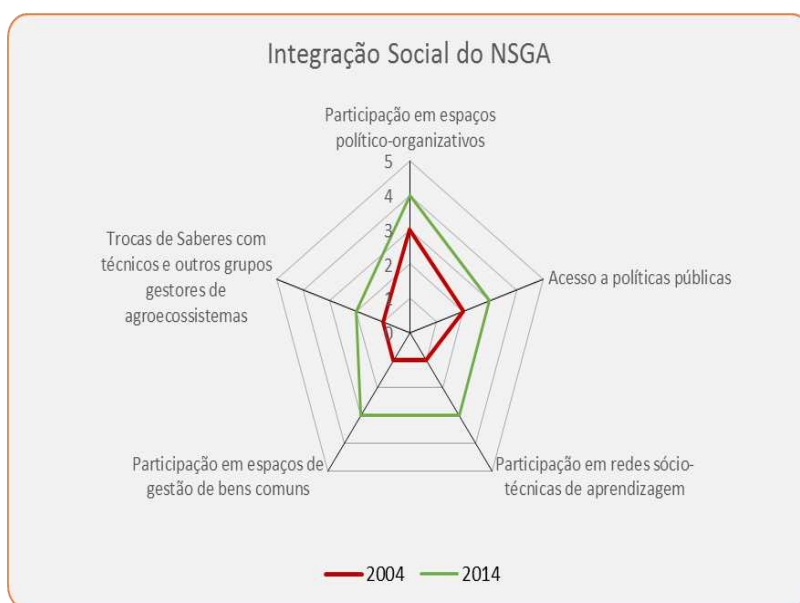 Integração Social do NSGA
Participação em espaços
político-organizativos
5
4
3
2
1
0
Acesso a políticas públicas
Participação em redes sócio-
técnicas de aprendizagem
Participação em espaços de
gestão de bens comuns
Trocas de Saberes com
técnicos e outros grupos
gestores de
agroecossistemas
2004
2014